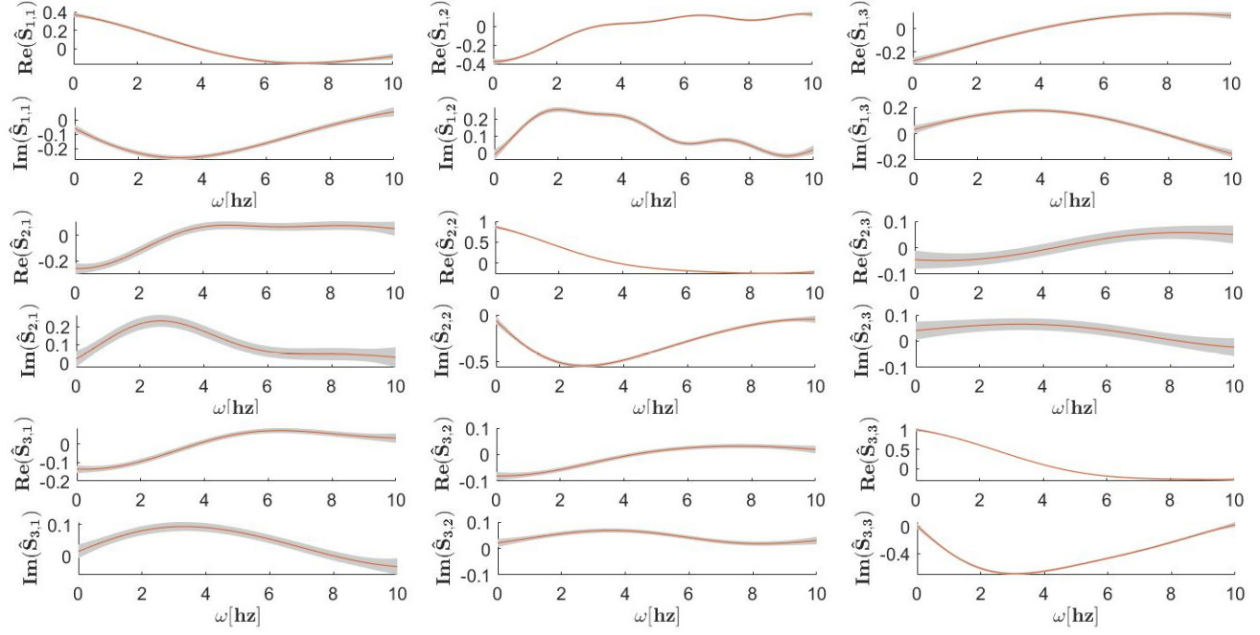 Re(Ŝ1,1)
0.4
0.2
0
0 2 4 6 8 10
Re(Ŝ1,2)
0
-0.2
-0.4
0 2 4 6 8 10
Re(Ŝ1,3)
0
-0.2
0 2 4 6 8 10
Im(Ŝ1,1)
0
-0.1
-0.2
0 2 4 6 8 10
ω[hz]
Im(Ŝ1,2)
0.2
0.1
0
0 2 4 6 8 10
ω[hz]
Im(Ŝ1,3)
0.2
0
-0.2
0 2 4 6 8 10
ω[hz]
Re(Ŝ2,1)
0
-0.2
0 2 4 6 8 10
Re(Ŝ2,2)
1
0.5
0
0 2 4 6 8 10
Re(Ŝ2,3)
0.1
0
-0.1
0 2 4 6 8 10
Im(Ŝ2,1)
0.2
0.1
0
0 2 4 6 8 10
ω[hz]
Im(Ŝ2,2)
0
-0.5
0 2 4 6 8 10
ω[hz]
Im(Ŝ2,3)
0.1
0
-0.1
0 2 4 6 8 10
ω[hz]
Re(Ŝ3,1)
0
-0.1
-0.2
0 2 4 6 8 10
Re(Ŝ3,2)
0.1
0
-0.1
0 2 4 6 8 10
Re(Ŝ3,3)
1
0.5
0
0 2 4 6 8 10
Im(Ŝ3,1)
0.1
0
0 2 4 6 8 10
ω[hz]
Im(Ŝ3,2)
0.1
0
-0.1
0 2 4 6 8 10
ω[hz]
Im(Ŝ3,3)
0
-0.4
0 2 4 6 8 10
ω[hz]